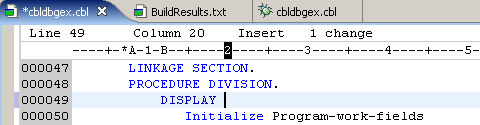 *cbldbgex.cbl BuildResults.txt cbldbgex.cbl
Line 49 Column 20 Insert 1 change
----+-*A-1-B--+----2----+----3----+----4----+----5-
000047 LINKAGE SECTION.
000048 PROCEDURE DIVISION.
000049 DISPLAY
000050 Initialize Program-work-fields